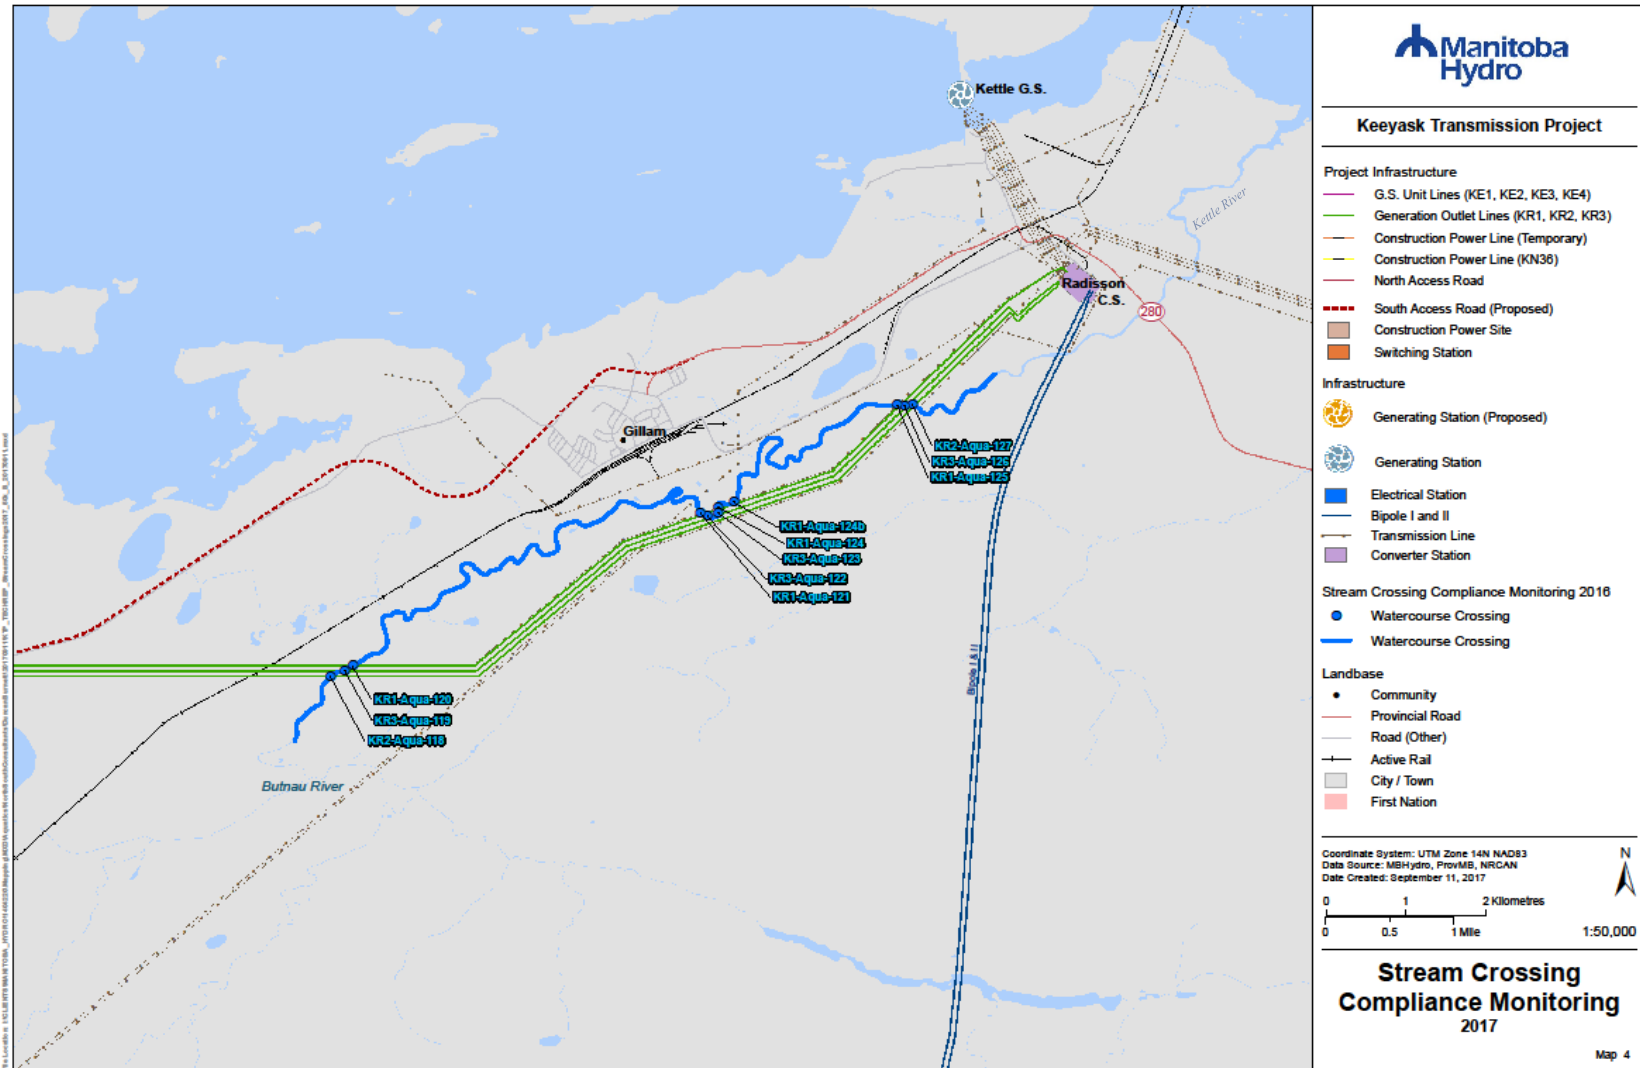 Kettle G.S.
Kettle River
Radisson
C.S.
280
Gillam
KR2-Aqua-127
KR3-Aqua-126
KR1-Aqua-125
KR1-Aqua-124b
KR1-Aqua-124
KR3-Aqua-123
KR3-Aqua-122
KR1-Aqua-121
KR1-Aqua-120
KR3-Aqua-119
KR2-Aqua-118
Butnau River
Bipole I & II
Manitoba
Hydro
Keeyask Transmission Project
Project Infrastructure
G.S. Unit Lines (KE1, KE2, KE3, KE4)
Generation Outlet Lines (KR1, KR2, KR3)
Construction Power Line (Temporary)
Construction Power Line (KN36)
North Access Road
South Access Road (Proposed)
Construction Power Site
Switching Station
Infrastructure
Generating Station (Proposed)
Generating Station
Electrical Station
Bipole I and II
Transmission Line
Converter Station
Stream Crossing Compliance Monitoring 2016
Watercourse Crossing
Watercourse Crossing
Landbase
Community
Provincial Road
Road (Other)
Active Rail
City / Town
First Nation
Coordinate System: UTM Zone 14N NAD83
Data Source: MBHydro, ProvMB, NRCAN
Date Created: September 11, 2017
N
0 1 2 Kilometres
0 0.5 1 Mile
1:50,000
Stream Crossing
Compliance Monitoring
2017
Map 4